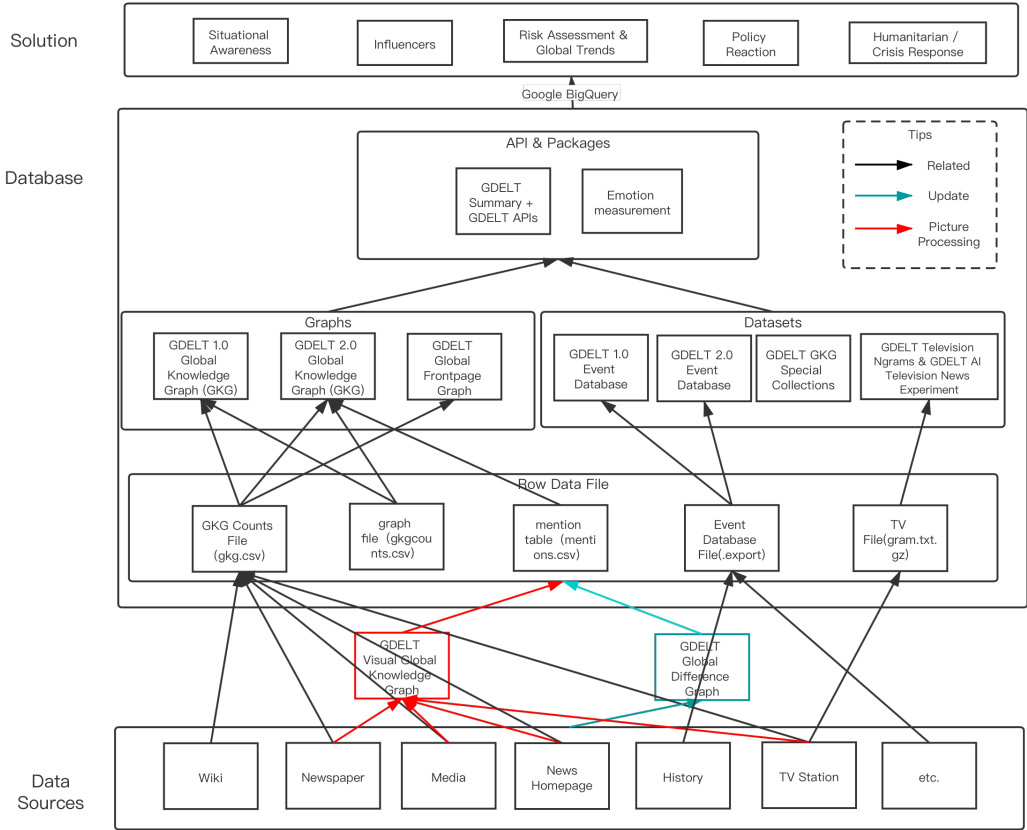 Solution
Situational
Awareness
Influencers
Risk Assessment &
Global Trends
Policy
Reaction
Humanitarian /
Crisis Response
Google BigQuery
Database
API & Packages
GDELT
Summary +
GDELT APIs
Emotion
measurement
Tips
Related
Update
Picture
Processing
Graphs
GDELT 1.0
Global
Knowledge
Graph (GKG)
GDELT 2.0
Global
Knowledge
Graph (GKG)
GDELT
Global
Frontpage
Graph
Datasets
GDELT 1.0
Event
Database
GDELT 2.0
Event
Database
GDELT GKG
Special
Collections
GDELT Television
Ngrams & GDELT AI
Television News
Experiment
Row Data File
GKG Counts
File
(gkg.csv)
graph
file（gkgcou
nts.csv）
mention
table（menti
ons.csv）
Event
Database
File(.export)
TV
File(gram.txt.
gz)
GDELT
Visual Global
Knowledge
Graph
GDELT
Global
Difference
Graph
Data
Sources
Wiki
Newspaper
Media
News
Homepage
History
TV Station
etc.